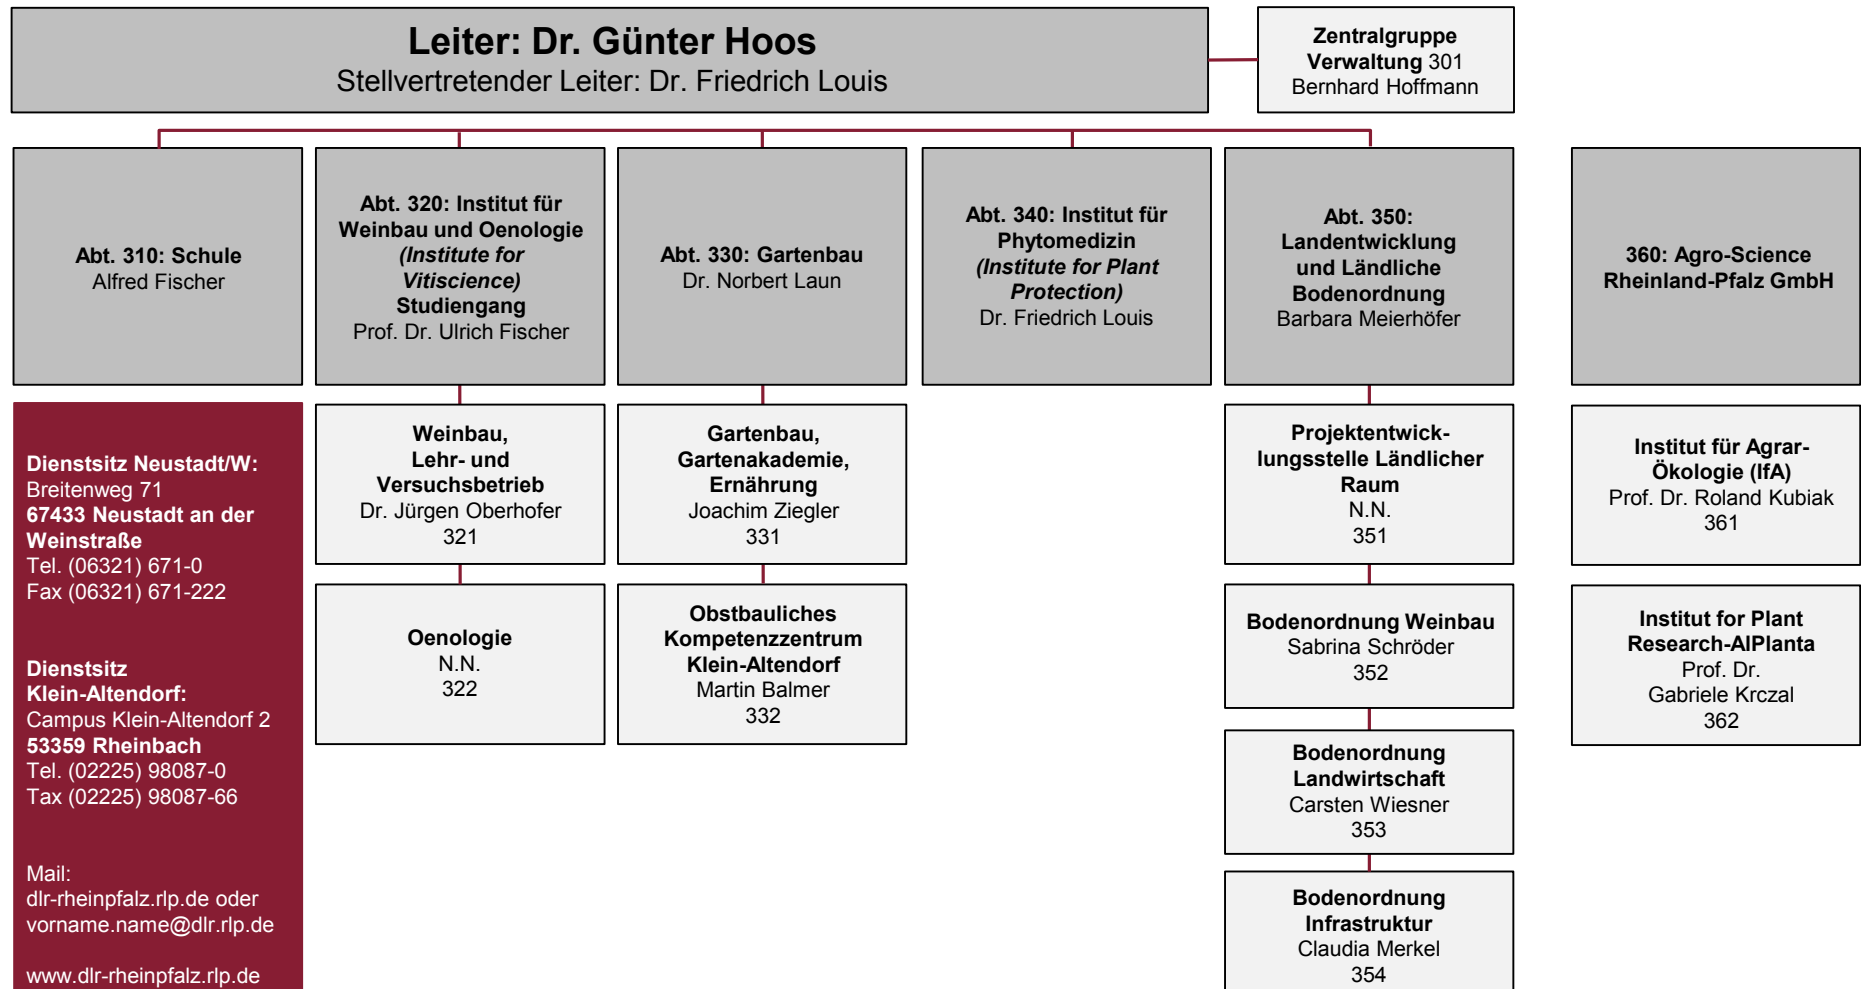 Leiter: Dr. Günter Hoos
Stellvertretender Leiter: Dr. Friedrich Louis
Zentralgruppe
Verwaltung 301
Bernhard Hoffmann
Abt. 310: Schule
Alfred Fischer
Abt. 320: Institut für
Weinbau und Oenologie
(Institute for
Vitiscience)
Studiengang
Prof. Dr. Ulrich Fischer
Abt. 330: Gartenbau
Dr. Norbert Laun
Abt. 340: Institut für
Phytomedizin
(Institute for Plant
Protection)
Dr. Friedrich Louis
Abt. 350:
Landentwicklung
und Ländliche
Bodenordnung
Barbara Meierhöfer
360: Agro-Science
Rheinland-Pfalz GmbH
Dienstsitz Neustadt/W:
Breitenweg 71
67433 Neustadt an der
Weinstraße
Tel. (06321) 671-0
Fax (06321) 671-222
Dienstsitz
Klein-Altendorf:
Campus Klein-Altendorf 2
53359 Rheinbach
Tel. (02225) 98087-0
Tax (02225) 98087-66
Mail:
dlr-rheinpfalz.rlp.de oder
vorname.name@dlr.rlp.de
www.dlr-rheinpfalz.rlp.de
Weinbau,
Lehr- und
Versuchsbetrieb
Dr. Jürgen Oberhofer
321
Oenologie
N.N.
322
Gartenbau,
Gartenakademie,
Ernährung
Joachim Ziegler
331
Obstbauliches
Kompetenzzentrum
Klein-Altendorf
Martin Balmer
332
Projektentwick-
lungsstelle Ländlicher
Raum
N.N.
351
Bodenordnung Weinbau
Sabrina Schröder
352
Bodenordnung
Landwirtschaft
Carsten Wiesner
353
Bodenordnung
Infrastruktur
Claudia Merkel
354
Institut für Agrar-
Ökologie (IfA)
Prof. Dr. Roland Kubiak
361
Institut for Plant
Research-AlPlanta
Prof. Dr.
Gabriele Krczal
362